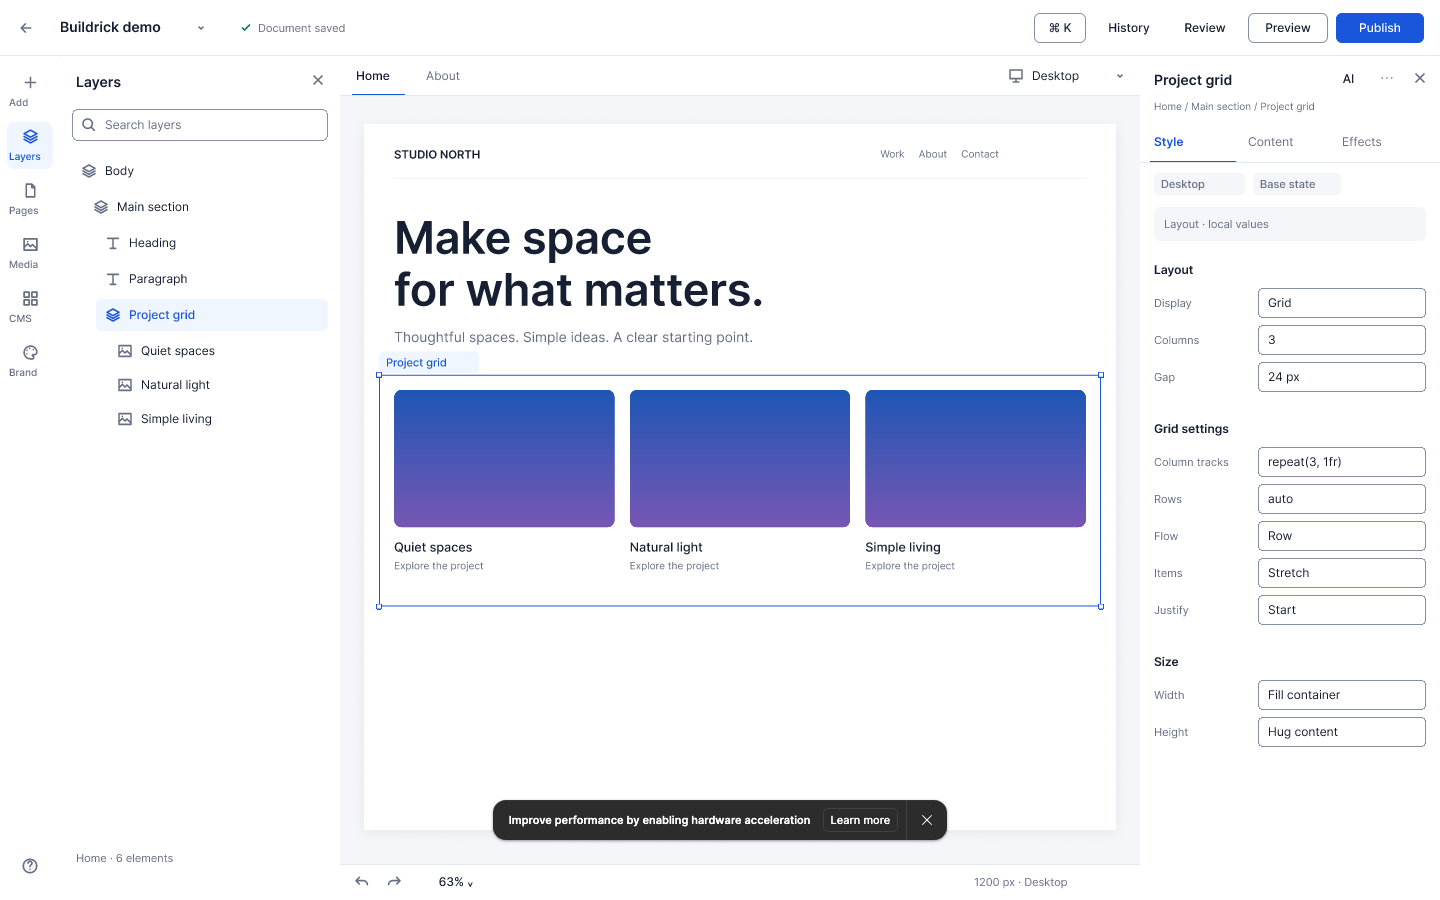 Buildrick demo
Document saved
⌘ K
History
Review
Preview
Publish
Add
Layers
Pages
Media
CMS
Brand
Layers
Search layers
Body
Main section
Heading
Paragraph
Project grid
Quiet spaces
Natural light
Simple living
Home · 6 elements
Home
About
Desktop
STUDIO NORTH
Work
About
Contact
Make space
for what matters.
Thoughtful spaces. Simple ideas. A clear starting point.
Project grid
Quiet spaces
Explore the project
Natural light
Explore the project
Simple living
Explore the project
Improve performance by enabling hardware acceleration
Learn more
63%
1200 px · Desktop
Project grid
AI
Home / Main section / Project grid
Style
Content
Effects
Desktop
Base state
Layout · local values
Layout
Display
Grid
Columns
3
Gap
24 px
Grid settings
Column tracks
repeat(3, 1fr)
Rows
auto
Flow
Row
Items
Stretch
Justify
Start
Size
Width
Fill container
Height
Hug content